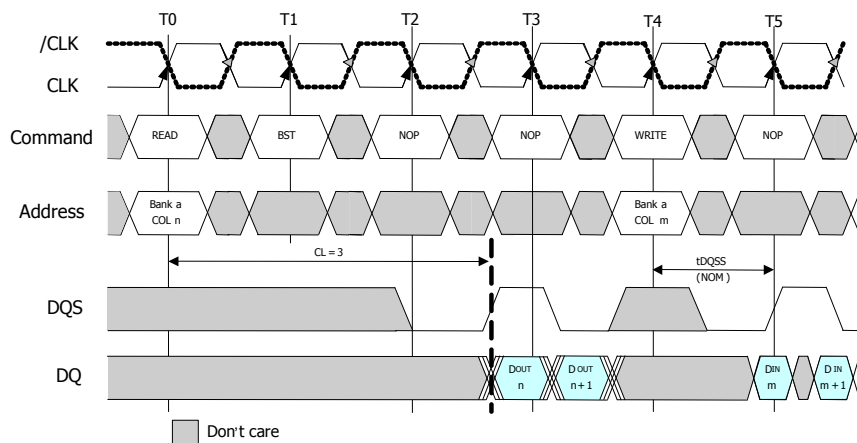 T0 T1 T2 T3 T4 T5
/CLK
CLK
Command READ BST NOP NOP WRITE NOP
Address Bank a COL n Bank a COL m
CL = 3
tDQSS
(NOM)
DQS
DQ DOUT n DOUT n+1 DIN m DIN m+1
Don't care